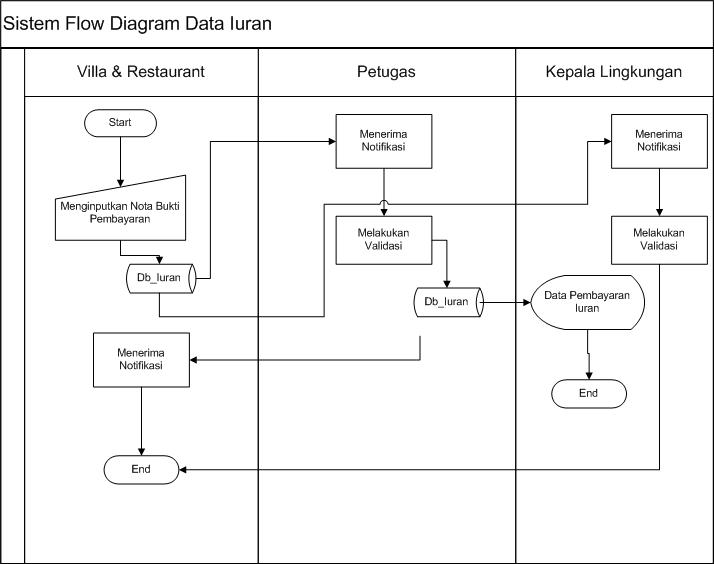 Sistem Flow Diagram Data Iuran
Villa & Restaurant
Petugas
Kepala Lingkungan
Start
Menginputkan Nota Bukti
Pembayaran
Db_Iuran
Menerima
Notifikasi
End
Menerima
Notifikasi
Melakukan
Validasi
Db_Iuran
Menerima
Notifikasi
Melakukan
Validasi
Data Pembayaran
Iuran
End